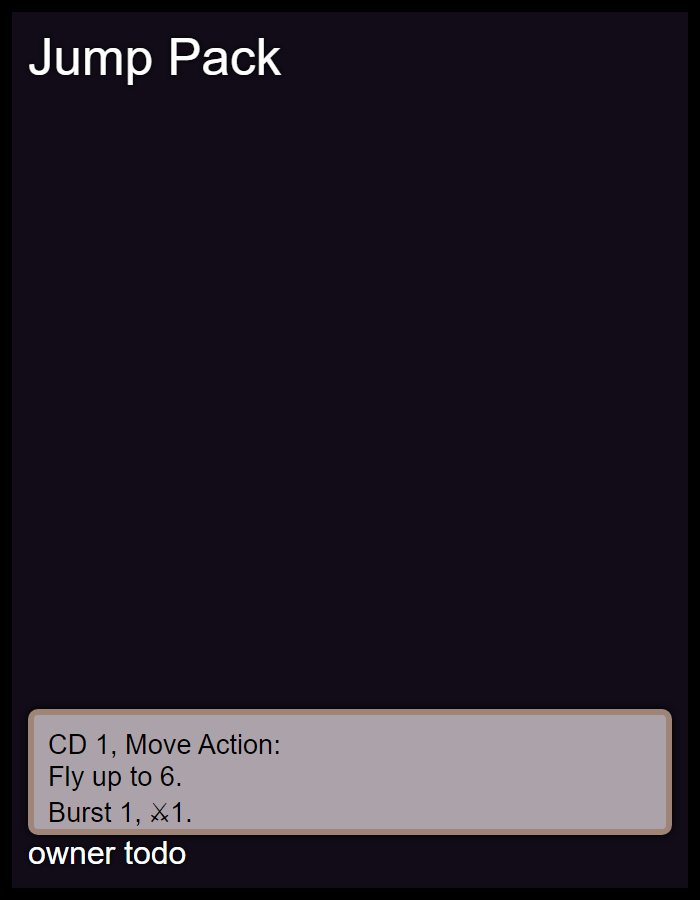 Jump Pack
CD 1, Move Action:
Fly up to 6.
Burst 1, ⚔1.
owner todo